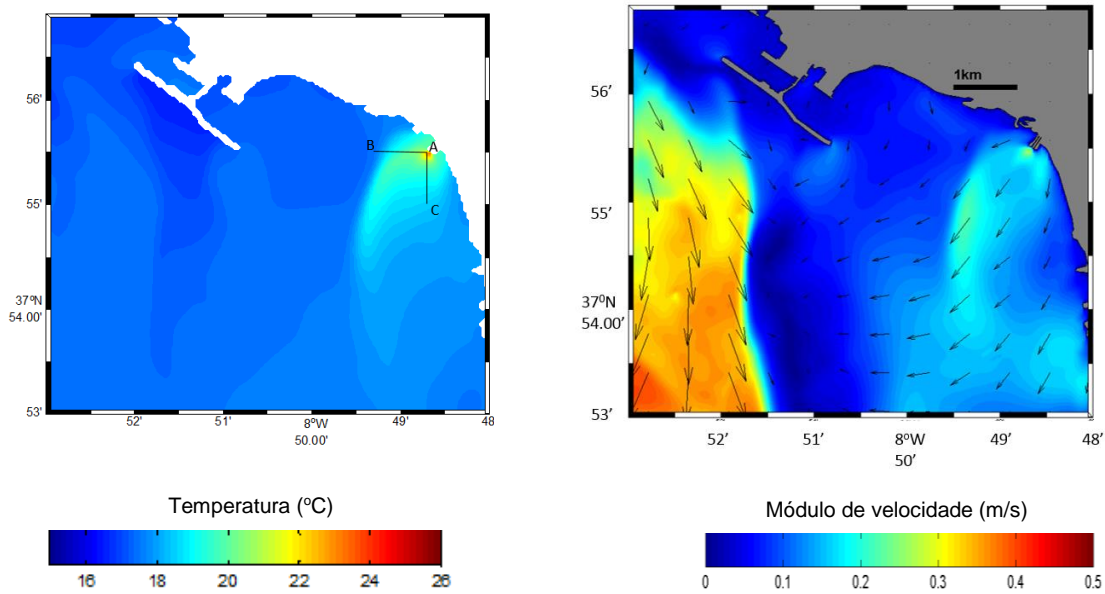 56'
55'
37ºN
54.00'
53'
52'
51'
8ºW
50.00'
49'
48
A
B
C
Temperatura (ºC)
16 18 20 22 24 26
1km
56'
55'
37⁰N
54.00'
53'
52' 51' 8ºW 49' 48'
50'
Módulo de velocidade (m/s)
0 0.1 0.2 0.3 0.4 0.5